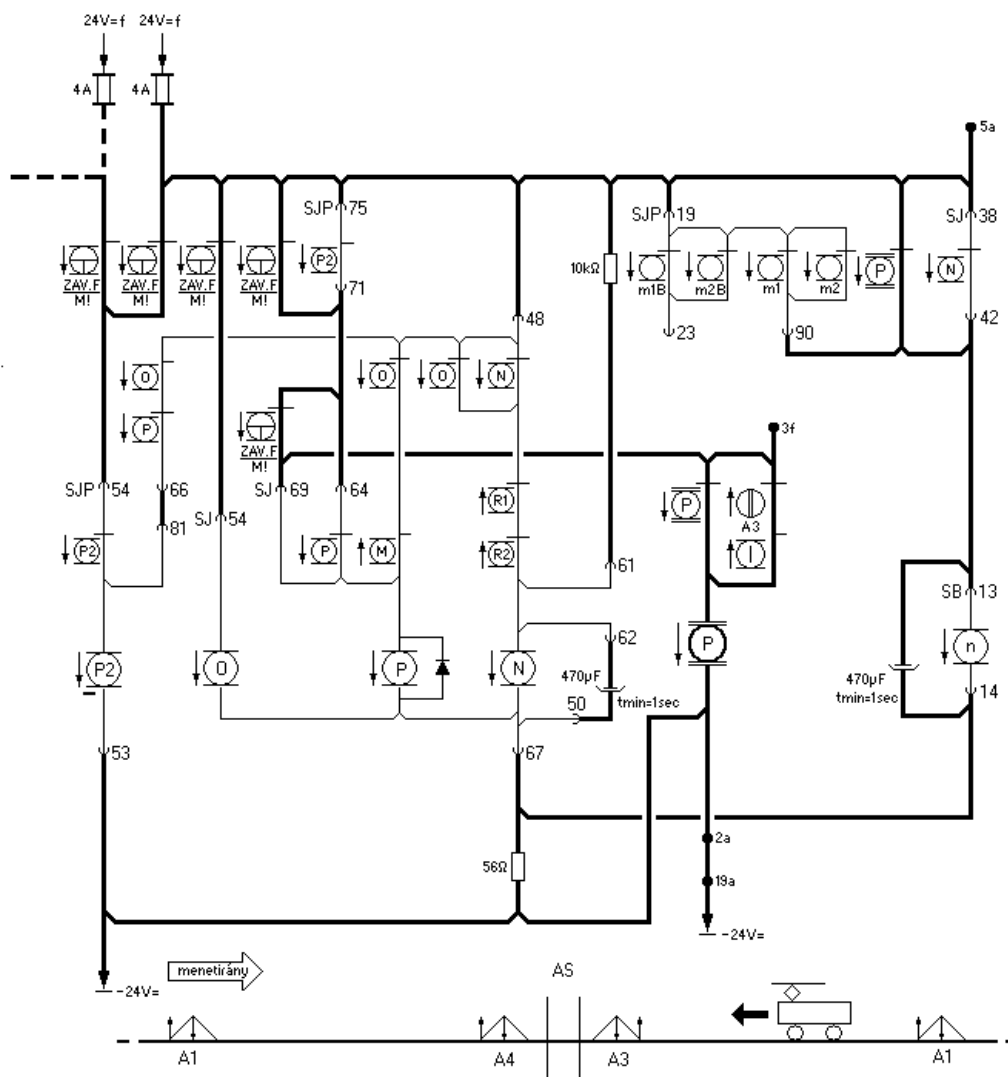 24V=f 24V=f
4A 4A
5a
SJP 75
SJP 19
SJ 38
ZAV.F M!
ZAV.F M!
ZAV.F M!
ZAV.F M!
P2
10kΩ
m1B
m2B
m1
m2
P
N
71
48
23
90
42
O
P
O
O
N
ZAV.F M!
3f
SJP 54
66
SJ 69
64
R1
P
A3
81
SJ 54
P2
P
M
R2
I
61
SB 13
62
P2
O
P
N
P
n
470µF
tmin=1sec
470µF
tmin=1sec
14
50
53
67
2a
56Ω
19a
-24V=
menetirány
AS
-24V=
A1
A4
A3
A1